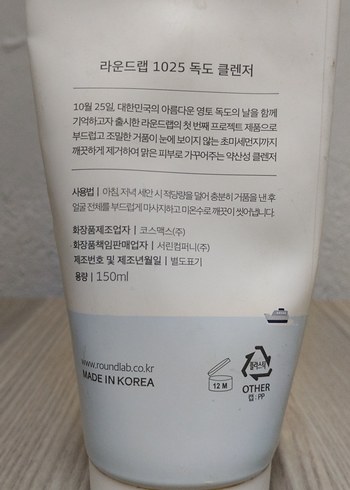 라운드랩 1025 독도 클렌저
10월 25일, 대한민국의 아름다운 영토 독도의 날을 함께
기억하고자 출시한 라운드랩의 첫 번째 프로젝트 제품으로
부드럽고 조밀한 거품이 눈에 보이지 않는 초미세먼지까지
깨끗하게 제거하여 맑은 피부로 가꾸어주는 약산성 클렌저
사용법 | 아침, 저녁 세안 시 적당량을 덜어 충분히 거품을 낸 후
얼굴 전체를 부드럽게 마사지하고 미온수로 깨끗이 씻어냅니다.
화장품제조업자 | 코스맥스(주)
화장품책임판매업자 | 서린컴퍼니(주)
제조번호 및 제조년월일 | 별도표기
용량 | 150ml
www.roundlab.co.kr
MADE IN KOREA
12 M
플라스틱
OTHER
캡 : PP